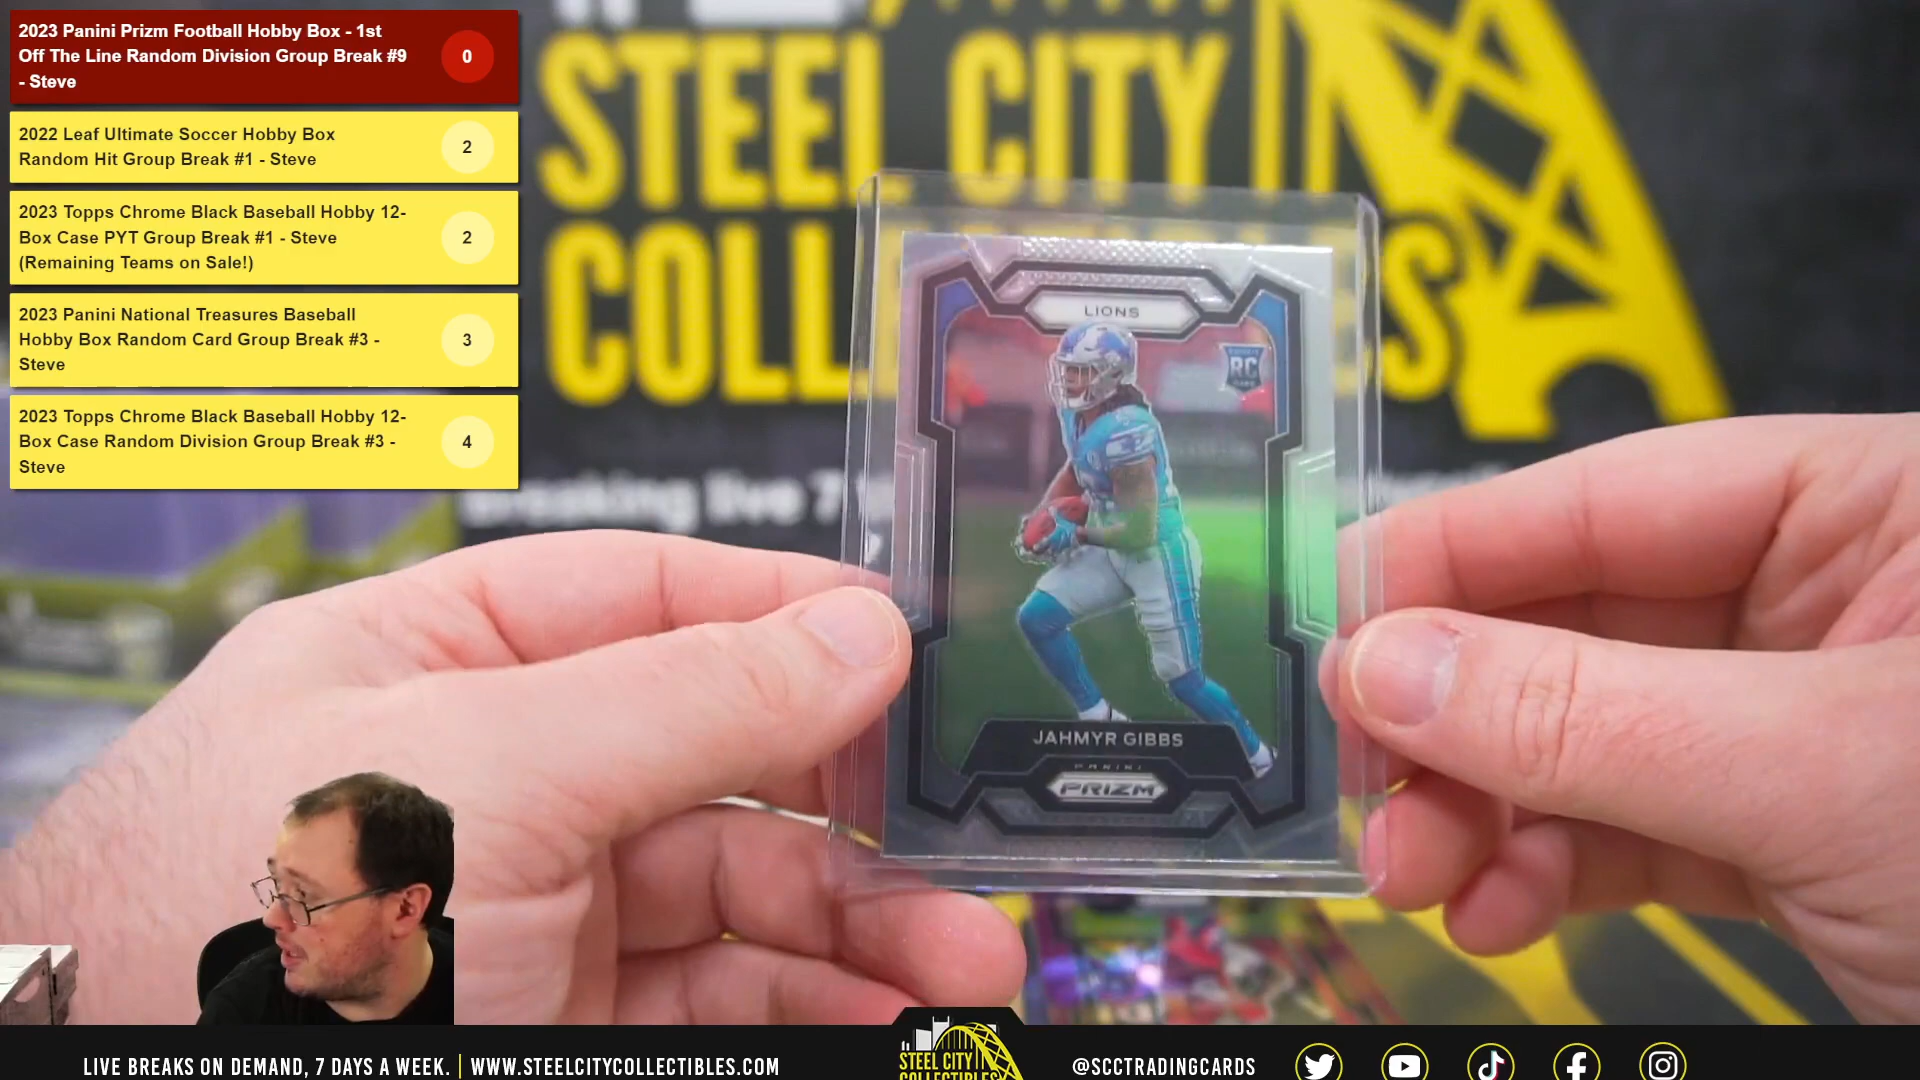 2023 Panini Prizm Football Hobby Box - 1st
Off The Line Random Division Group Break #9
- Steve
0
2022 Leaf Ultimate Soccer Hobby Box
Random Hit Group Break #1 - Steve
2
2023 Topps Chrome Black Baseball Hobby 12-
Box Case PYT Group Break #1 - Steve
(Remaining Teams on Sale!)
2
2023 Panini National Treasures Baseball
Hobby Box Random Card Group Break #3 -
Steve
3
2023 Topps Chrome Black Baseball Hobby 12-
Box Case Random Division Group Break #3 -
Steve
4
STEEL CITY
LIONS
RC
JAHMYR GIBBS
PANINI
PRIZM
Breaking live 7
LIVE BREAKS ON DEMAND, 7 DAYS A WEEK. | WWW.STEELCITYCOLLECTIBLES.COM
STEEL CITY
COLLECTIBLES
@SCCTRADINGCARDS